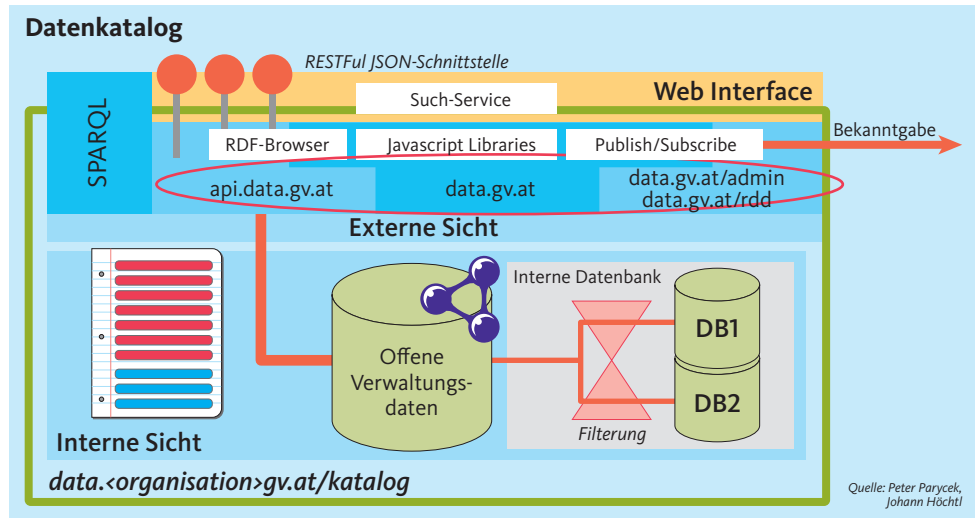 Datenkatalog
RESTFul JSON-Schnittstelle
SPARQL
Such-Service
Web Interface
RDF-Browser
Javascript Libraries
Publish/Subscribe
Bekanntgabe
api.data.gv.at
data.gv.at
data.gv.at/admin
data.gv.at/rdd
Externe Sicht
Interne Datenbank
Offene
Verwaltungs-
daten
DB1
DB2
Filterung
Interne Sicht
data.<organisation>gv.at/katalog
Quelle: Peter Parycek,
Johann Höchtl